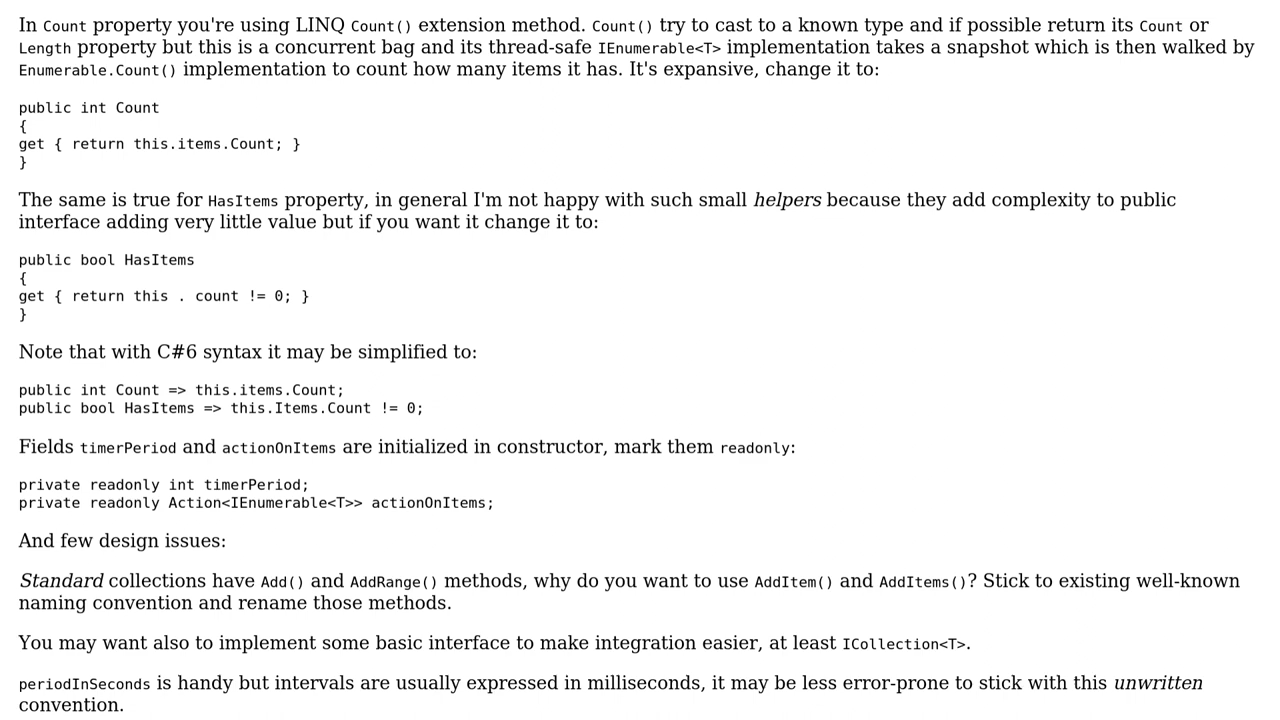 In Count property you're using LINQ Count() extension method. Count() try to cast to a known type and if possible return its Count or
Length property but this is a concurrent bag and its thread-safe IEnumerable<T> implementation takes a snapshot which is then walked by
Enumerable.Count() implementation to count how many items it has. It's expansive, change it to:
public int Count
{
get { return this.items.Count; }
}
The same is true for HasItems property, in general I'm not happy with such small helpers because they add complexity to public
interface adding very little value but if you want it change it to:
public bool HasItems
{
get { return this . count != 0; }
}
Note that with C#6 syntax it may be simplified to:
public int Count => this.items.Count;
public bool HasItems => this.Items.Count != 0;
Fields timerPeriod and actionOnItems are initialized in constructor, mark them readonly:
private readonly int timerPeriod;
private readonly Action<IEnumerable<T>> actionOnItems;
And few design issues:
Standard collections have Add() and AddRange() methods, why do you want to use AddItem() and AddItems()? Stick to existing well-known
naming convention and rename those methods.
You may want also to implement some basic interface to make integration easier, at least ICollection<T>.
periodInSeconds is handy but intervals are usually expressed in milliseconds, it may be less error-prone to stick with this unwritten
convention.